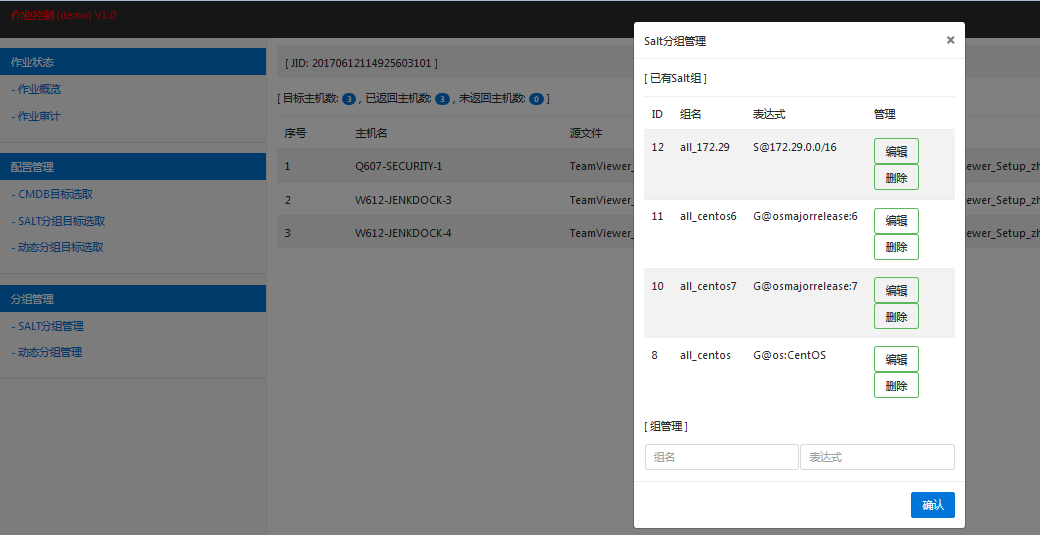 作业控制 (demo) V1.0
作业状态
- 作业概览
- 作业审计
配置管理
- CMDB目标选取
- SALT分组目标选取
- 动态分组目标选取
分组管理
- SALT分组管理
- 动态分组管理
[ JID: 20170612114925603101 ]
[ 目标主机数: 3 , 已返回主机数: 3 , 未返回主机数: 0 ]
序号 主机名 源文件
1 Q607-SECURITY-1 TeamViewer_ ewer_Setup_zh
2 W612-JENKDOCK-3 TeamViewer_ ewer_Setup_zh
3 W612-JENKDOCK-4 TeamViewer_ ewer_Setup_zh
Salt分组管理 ×
[ 已有Salt组 ]
ID 组名 表达式 管理
12 all_172.29 S@172.29.0.0/16 编辑
删除
11 all_centos6 G@osmajorrelease:6 编辑
删除
10 all_centos7 G@osmajorrelease:7 编辑
删除
8 all_centos G@os:CentOS 编辑
删除
[ 组管理 ]
组名 表达式
确认